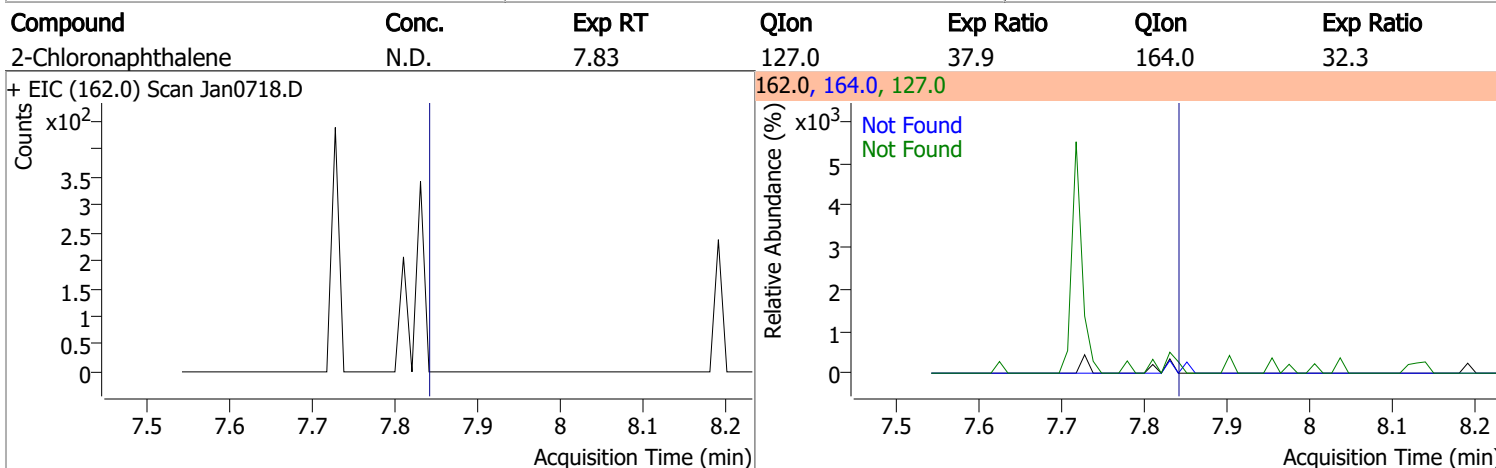 Compound Conc. Exp RT QIon Exp Ratio QIon Exp Ratio
2-Chloronaphthalene N.D. 7.83 127.0 37.9 164.0 32.3
+ EIC (162.0) Scan Jan0718.D
162.0, 164.0, 127.0
Counts
x10²
3.5
3
2.5
2
1.5
1
0.5
0
7.5 7.6 7.7 7.8 7.9 8 8.1 8.2
Acquisition Time (min)
Relative Abundance (%)
x10³
Not Found
Not Found
5
4
3
2
1
0
7.5 7.6 7.7 7.8 7.9 8 8.1 8.2
Acquisition Time (min)